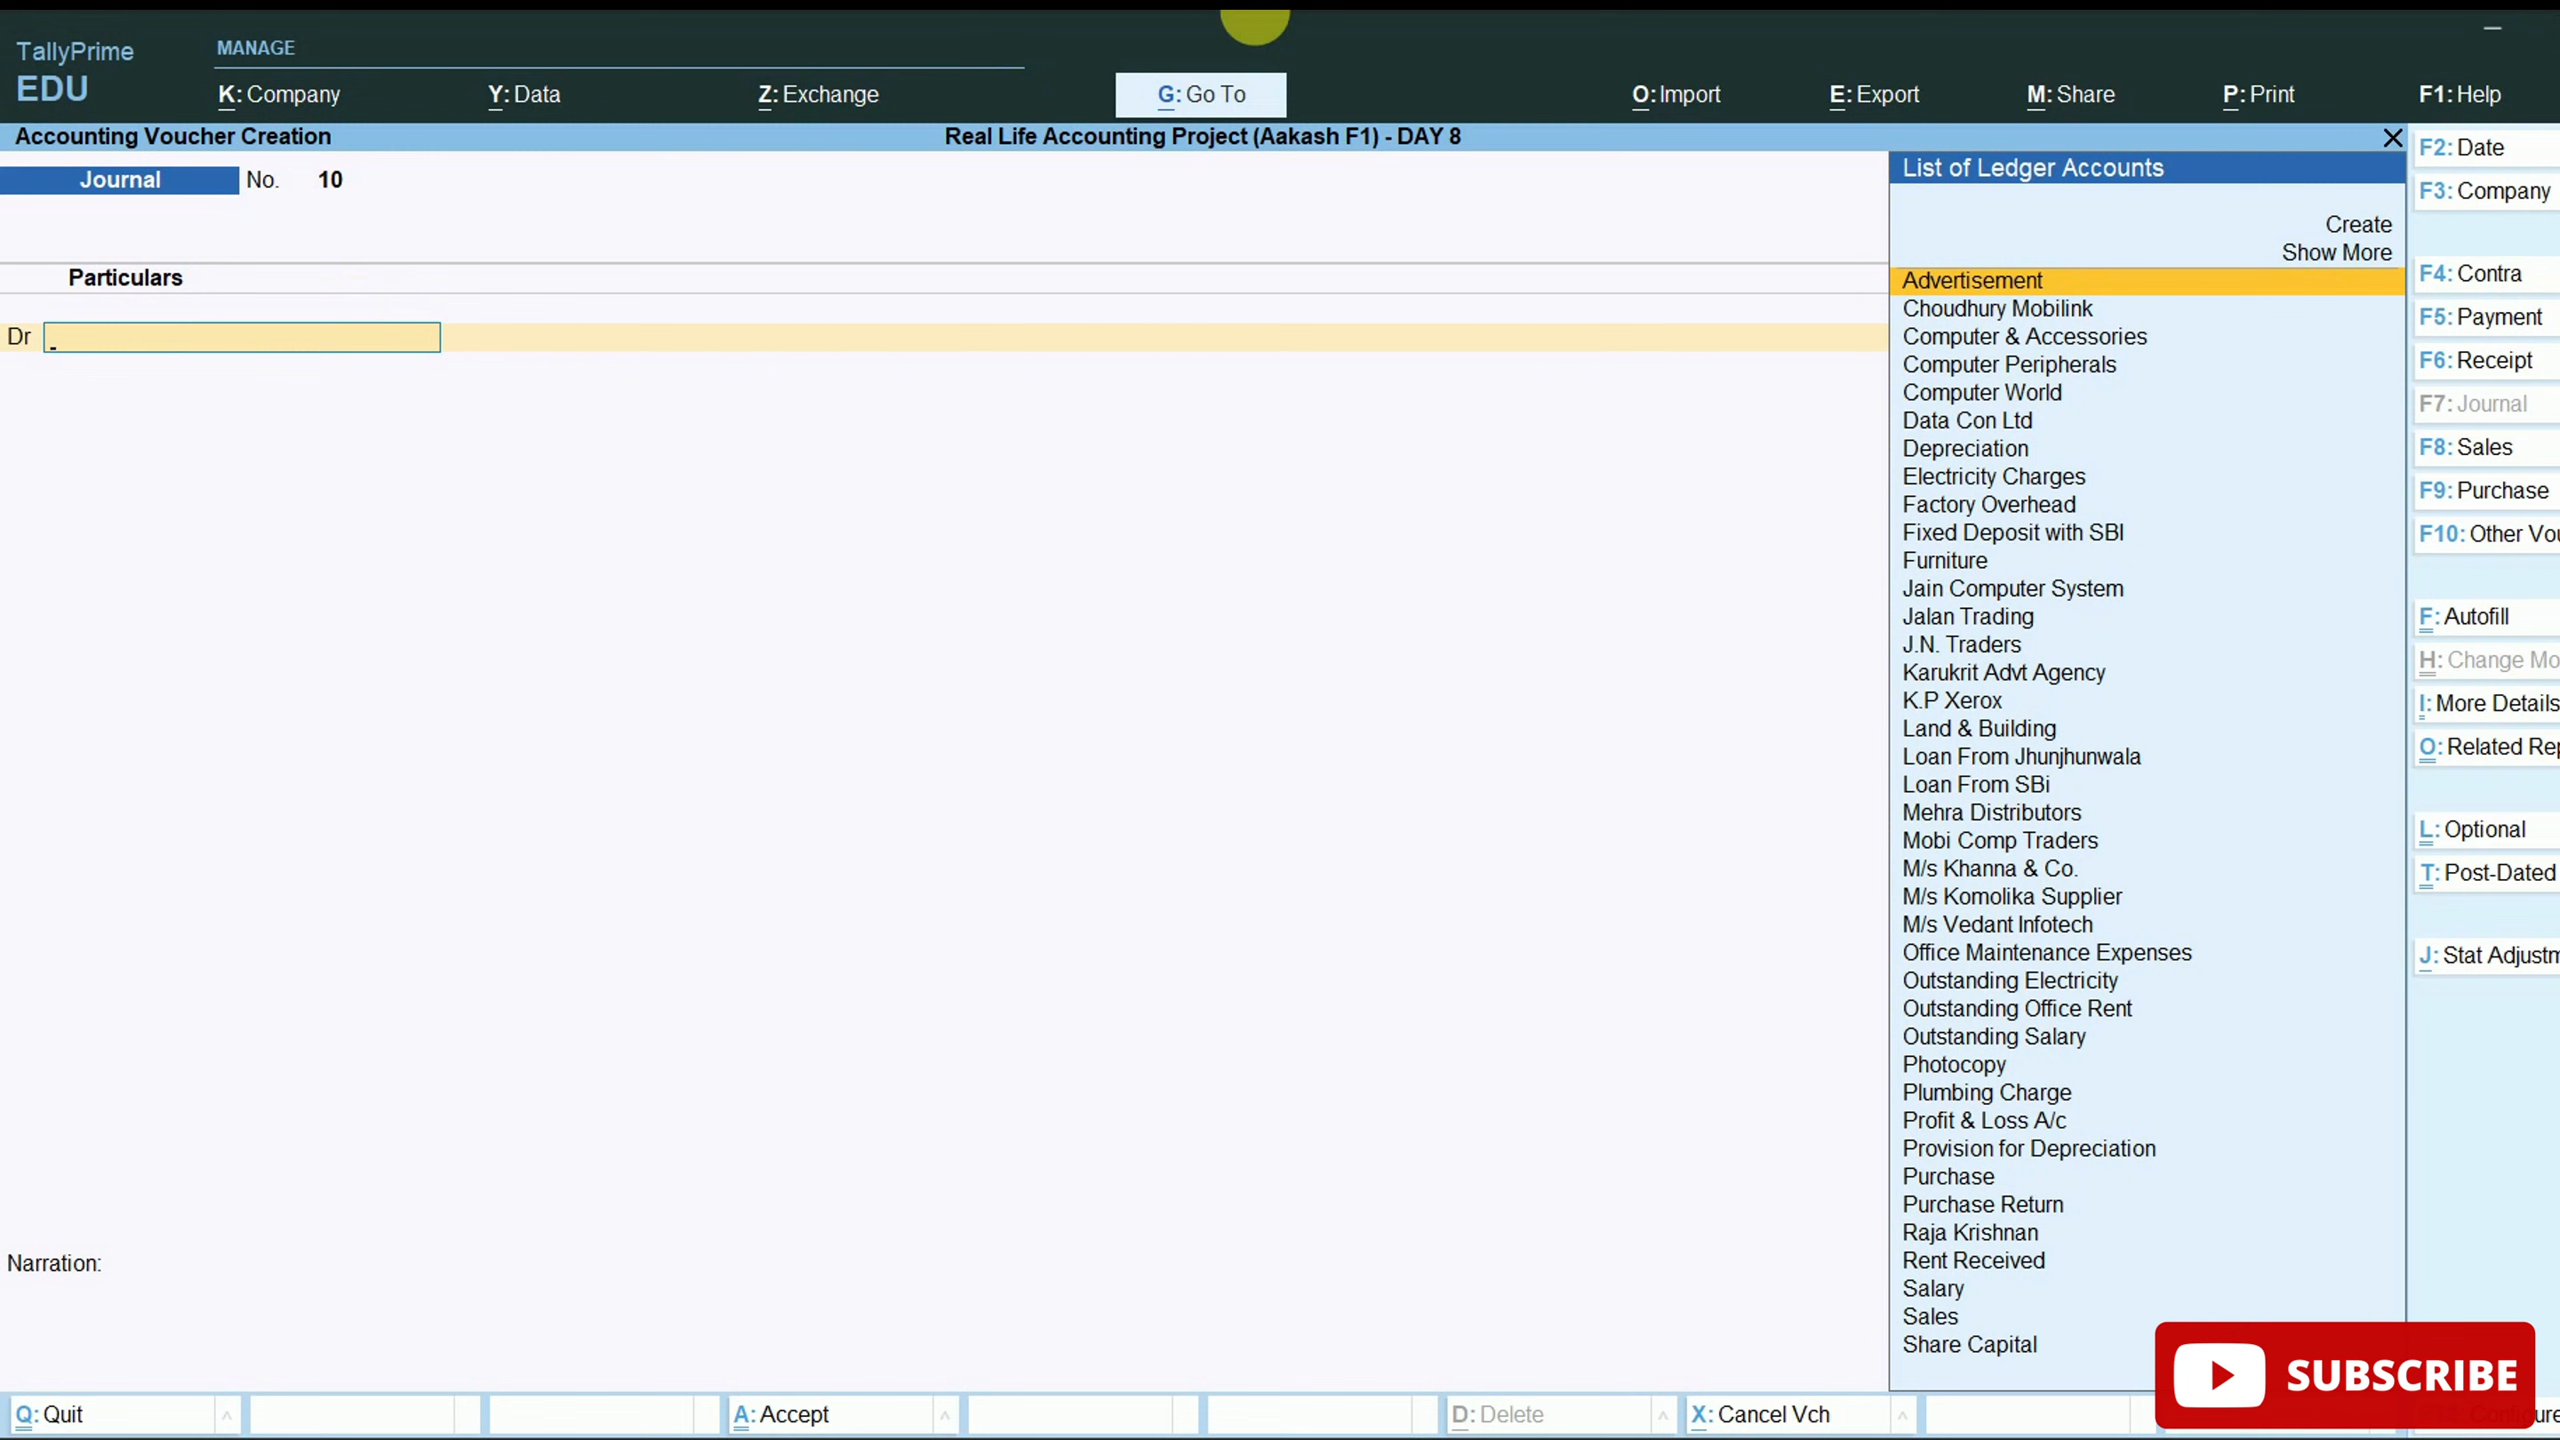 TallyPrime
EDU
MANAGE
K: Company
Y: Data
Z: Exchange
G: Go To
O: Import
E: Export
M: Share
P: Print
F1: Help
Accounting Voucher Creation
Real Life Accounting Project (Aakash F1) - DAY 8
Journal No. 10
Particulars
Dr
Narration:
List of Ledger Accounts
Create
Show More
Advertisement
Choudhury Mobilink
Computer & Accessories
Computer Peripherals
Computer World
Data Con Ltd
Depreciation
Electricity Charges
Factory Overhead
Fixed Deposit with SBI
Furniture
Jain Computer System
Jalan Trading
J.N. Traders
Karukrit Advt Agency
K.P Xerox
Land & Building
Loan From Jhunjhunwala
Loan From SBi
Mehra Distributors
Mobi Comp Traders
M/s Khanna & Co.
M/s Komolika Supplier
M/s Vedant Infotech
Office Maintenance Expenses
Outstanding Electricity
Outstanding Office Rent
Outstanding Salary
Photocopy
Plumbing Charge
Profit & Loss A/c
Provision for Depreciation
Purchase
Purchase Return
Raja Krishnan
Rent Received
Salary
Sales
Share Capital
F2: Date
F3: Company
F4: Contra
F5: Payment
F6: Receipt
F7: Journal
F8: Sales
F9: Purchase
F10: Other Vou
F: Autofill
H: Change Mo
I: More Details
O: Related Rep
L: Optional
T: Post-Dated
J: Stat Adjustm
Q: Quit
A: Accept
D: Delete
X: Cancel Vch
SUBSCRIBE